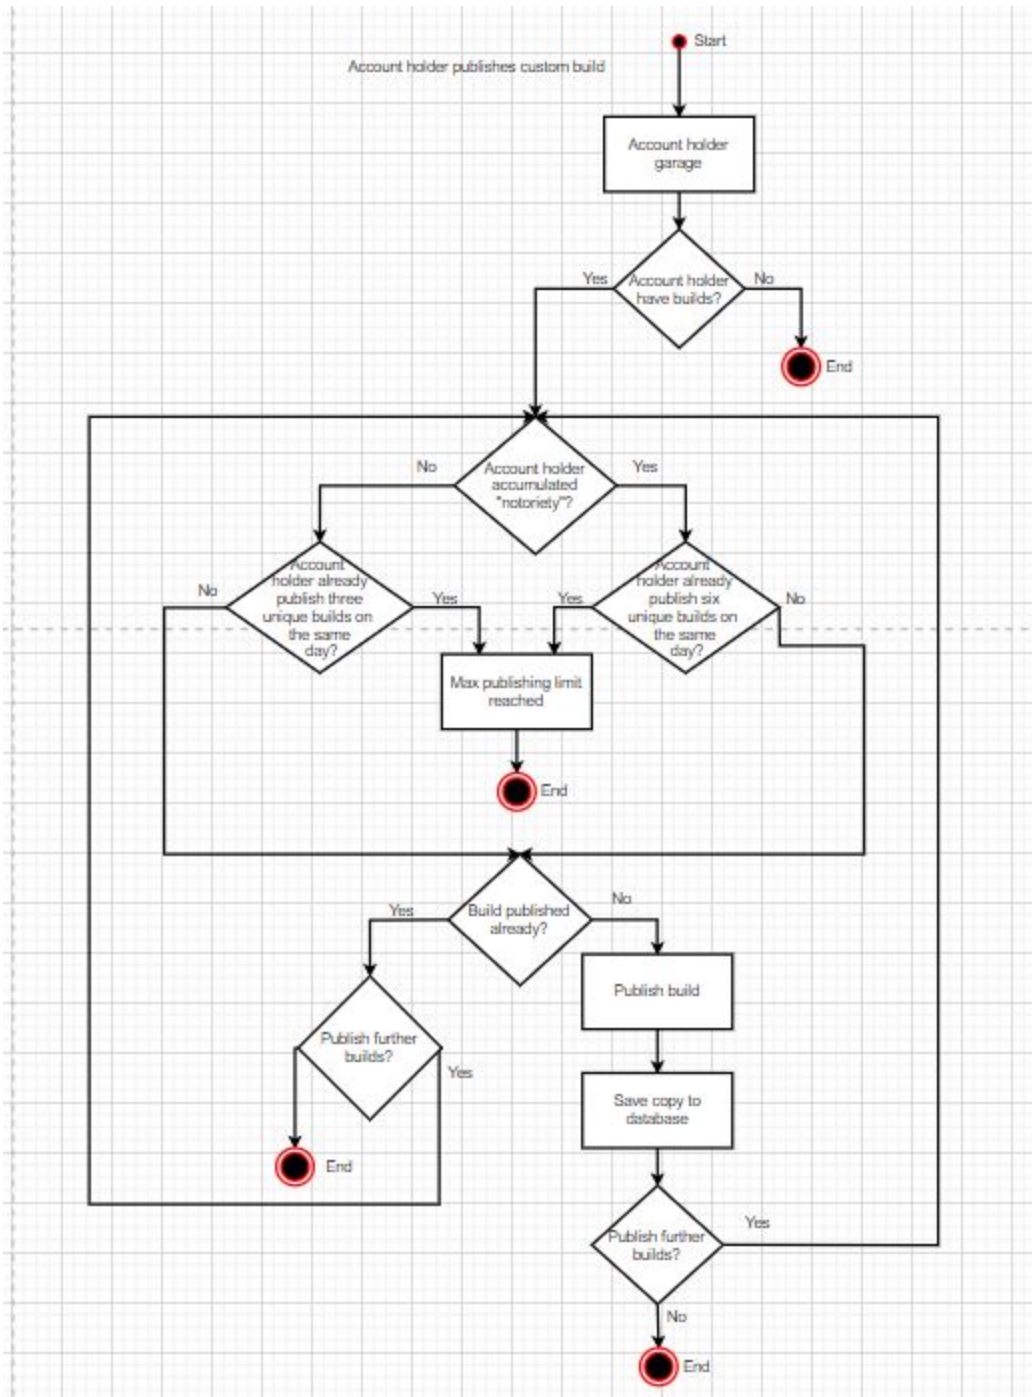 Start
Account holder publishes custom build
Account holder
garage
Yes
Account holder
have builds?
No
End
No
Account holder
accumulated
"notoriety"?
Yes
No
Account
holder already
publish three
unique builds on
the same
day?
Yes
Yes
Account
holder already
publish six
unique builds on
the same
day?
No
Max publishing limit
reached
End
Yes
Build published
already?
No
Publish build
Publish further
builds?
Yes
Save copy to
database
End
Publish further
builds?
Yes
No
End